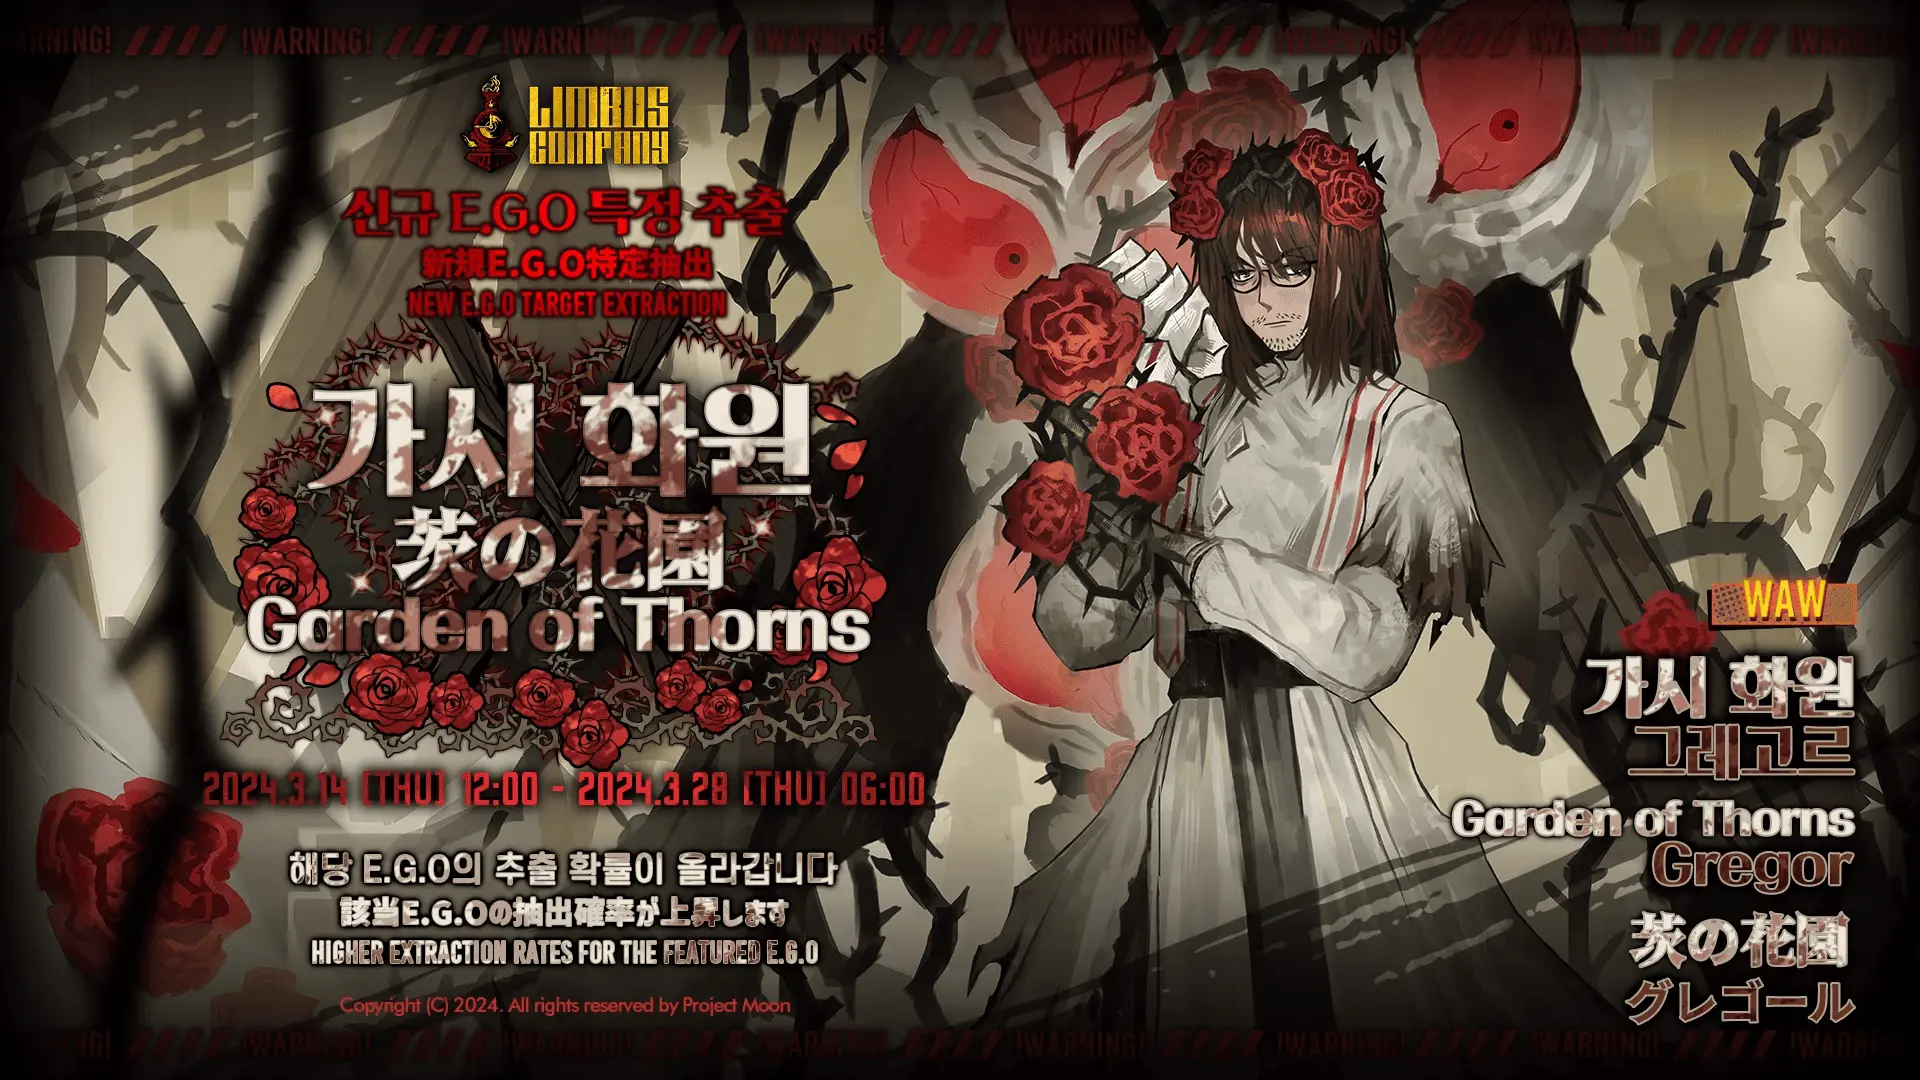 !WARNING! !WARNING! !WARNING! !WARNING! !WARNING! !WARNING! !WARNING!
LIMBUS
COMPANY
신규 E.G.O 특정 추출
新規E.G.O特定抽出
NEW E.G.O TARGET EXTRACTION
가시 화원
茨の花園
Garden of Thorns
2024.3.14 [THU] 12:00 - 2024.3.28 [THU] 06:00
해당 E.G.O의 추출 확률이 올라갑니다
該当E.G.Oの抽出確率が上昇します
HIGHER EXTRACTION RATES FOR THE FEATURED E.G.O
Copyright (C) 2024. All rights reserved by Project Moon
WAW
가시 화원
그레고르
Garden of Thorns
Gregor
茨の花園
グレゴール
!WARNING! !WARNING! !WARNING! !WARNING! !WARNING! !WARNING!